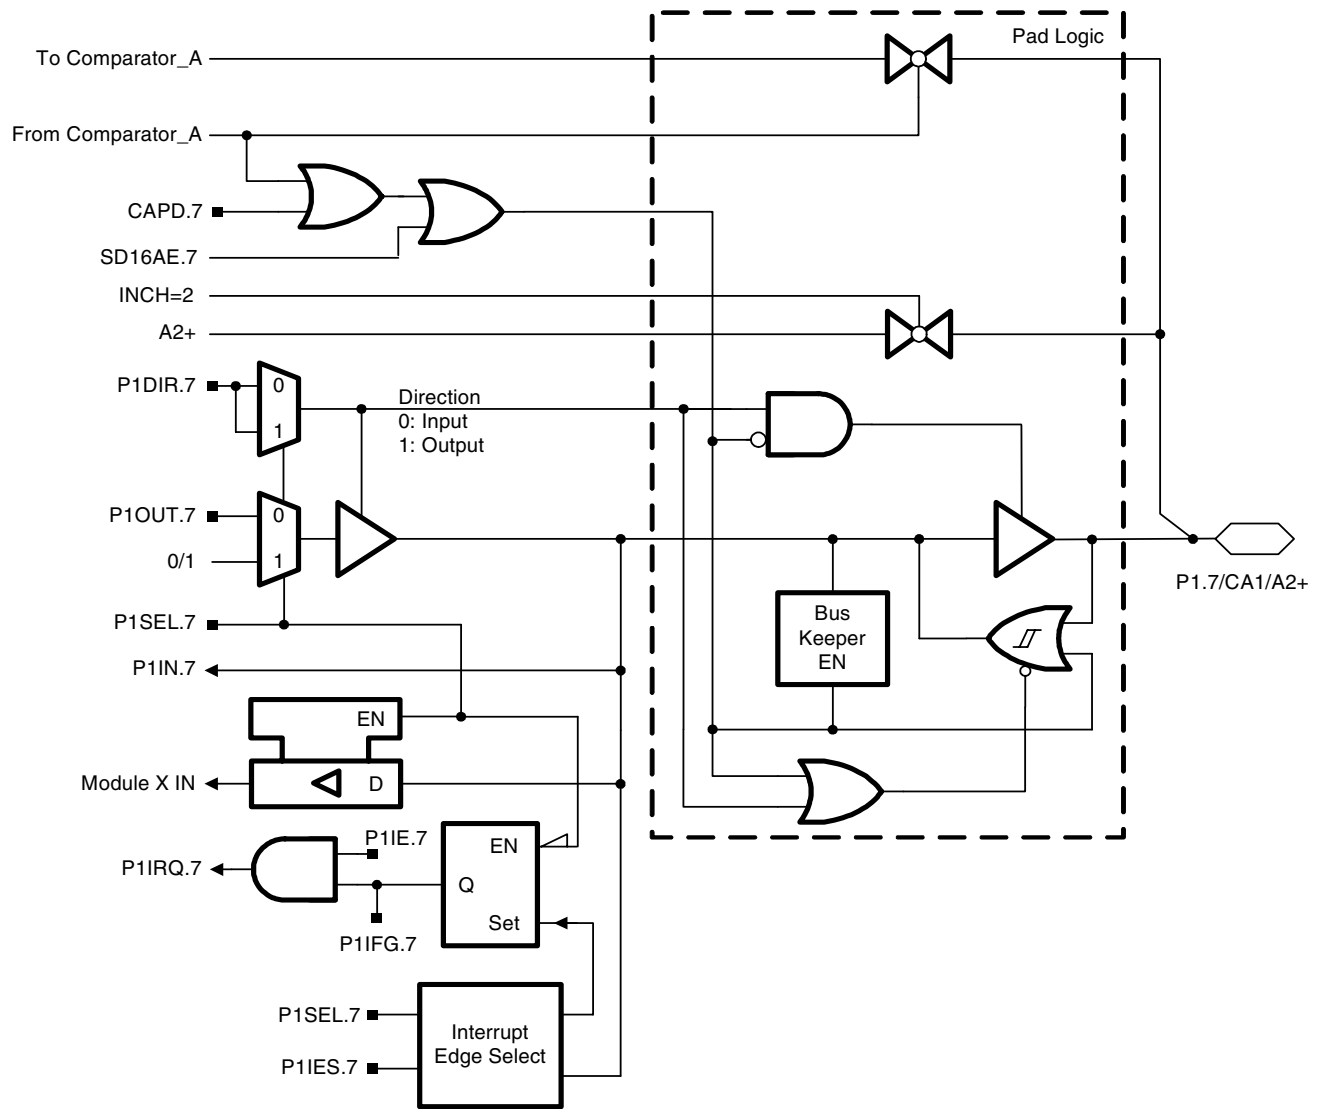 Pad Logic
To Comparator_A
From Comparator_A
CAPD.7
SD16AE.7
INCH=2
A2+
P1DIR.7
0
1
Direction
0: Input
1: Output
P1OUT.7
0
0/1
1
P1.7/CA1/A2+
P1SEL.7
Bus
Keeper
EN
P1IN.7
EN
Module X IN
D
P1IE.7
EN
P1IRQ.7
Q
Set
P1IFG.7
P1SEL.7
Interrupt
Edge Select
P1IES.7